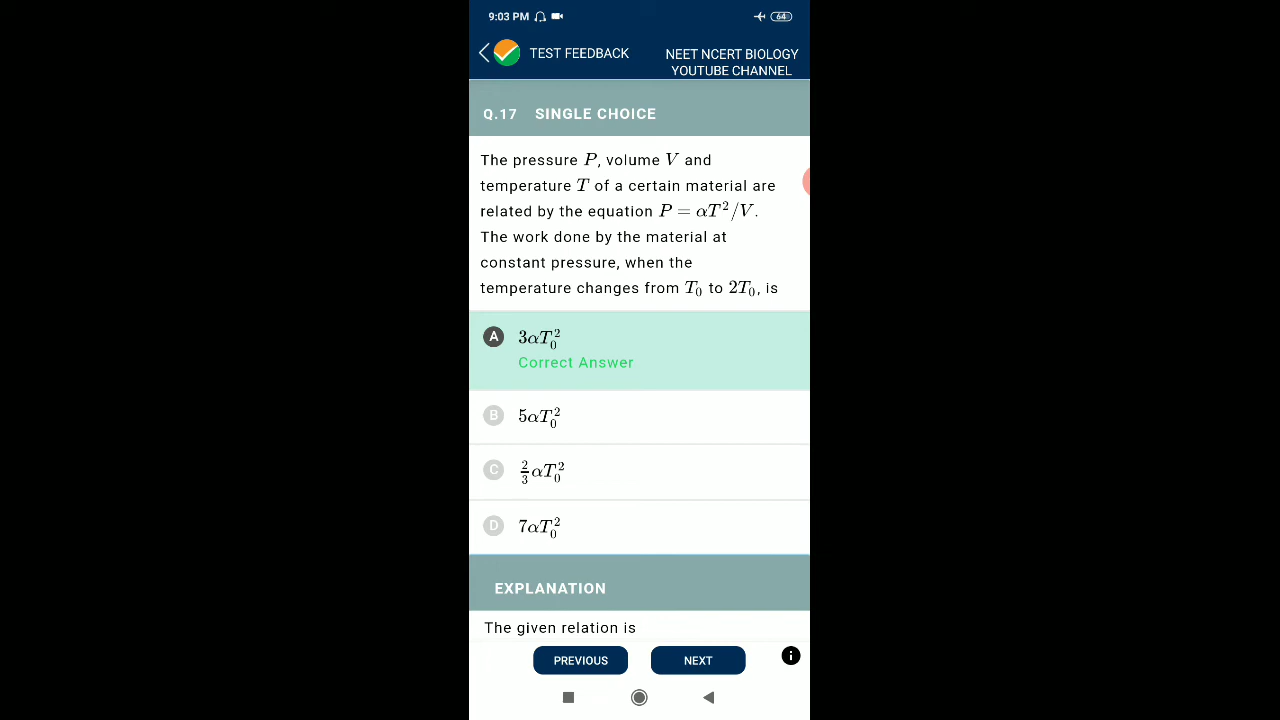 9:03 PM
64
TEST FEEDBACK
NEET NCERT BIOLOGY
YOUTUBE CHANNEL
Q.17 SINGLE CHOICE
The pressure P, volume V and
temperature T of a certain material are
related by the equation P = αT²/V.
The work done by the material at
constant pressure, when the
temperature changes from T₀ to 2T₀, is
A 3αT₀²
Correct Answer
B 5αT₀²
C 2/3 αT₀²
D 7αT₀²
EXPLANATION
The given relation is
PREVIOUS
NEXT
i